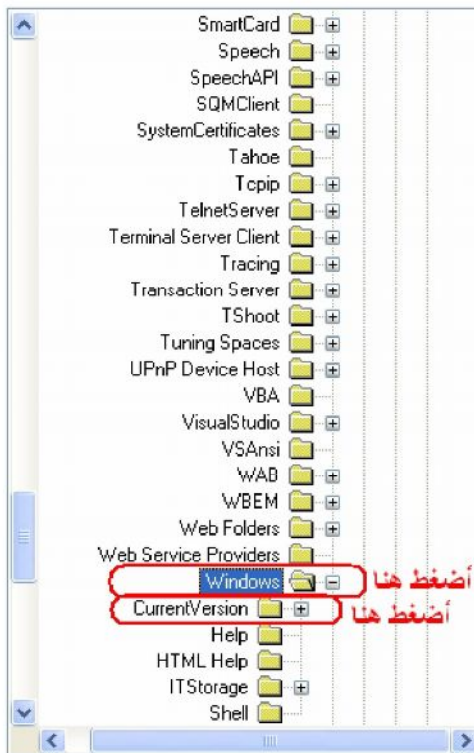 SmartCard
Speech
SpeechAPI
SQMClient
SystemCertificates
Tahoe
Tcpip
TelnetServer
Terminal Server Client
Tracing
Transaction Server
TShoot
Tuning Spaces
UPnP Device Host
VBA
VisualStudio
VSAnsi
WAB
WBEM
Web Folders
Web Service Providers
Windows أضغط هنا
CurrentVersion أضغط هنا
Help
HTML Help
ITStorage
Shell